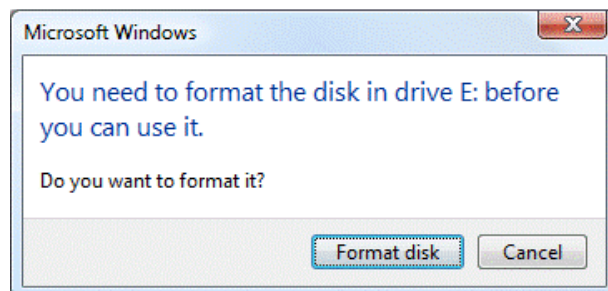 Microsoft Windows
You need to format the disk in drive E: before
you can use it.
Do you want to format it?
Format disk Cancel